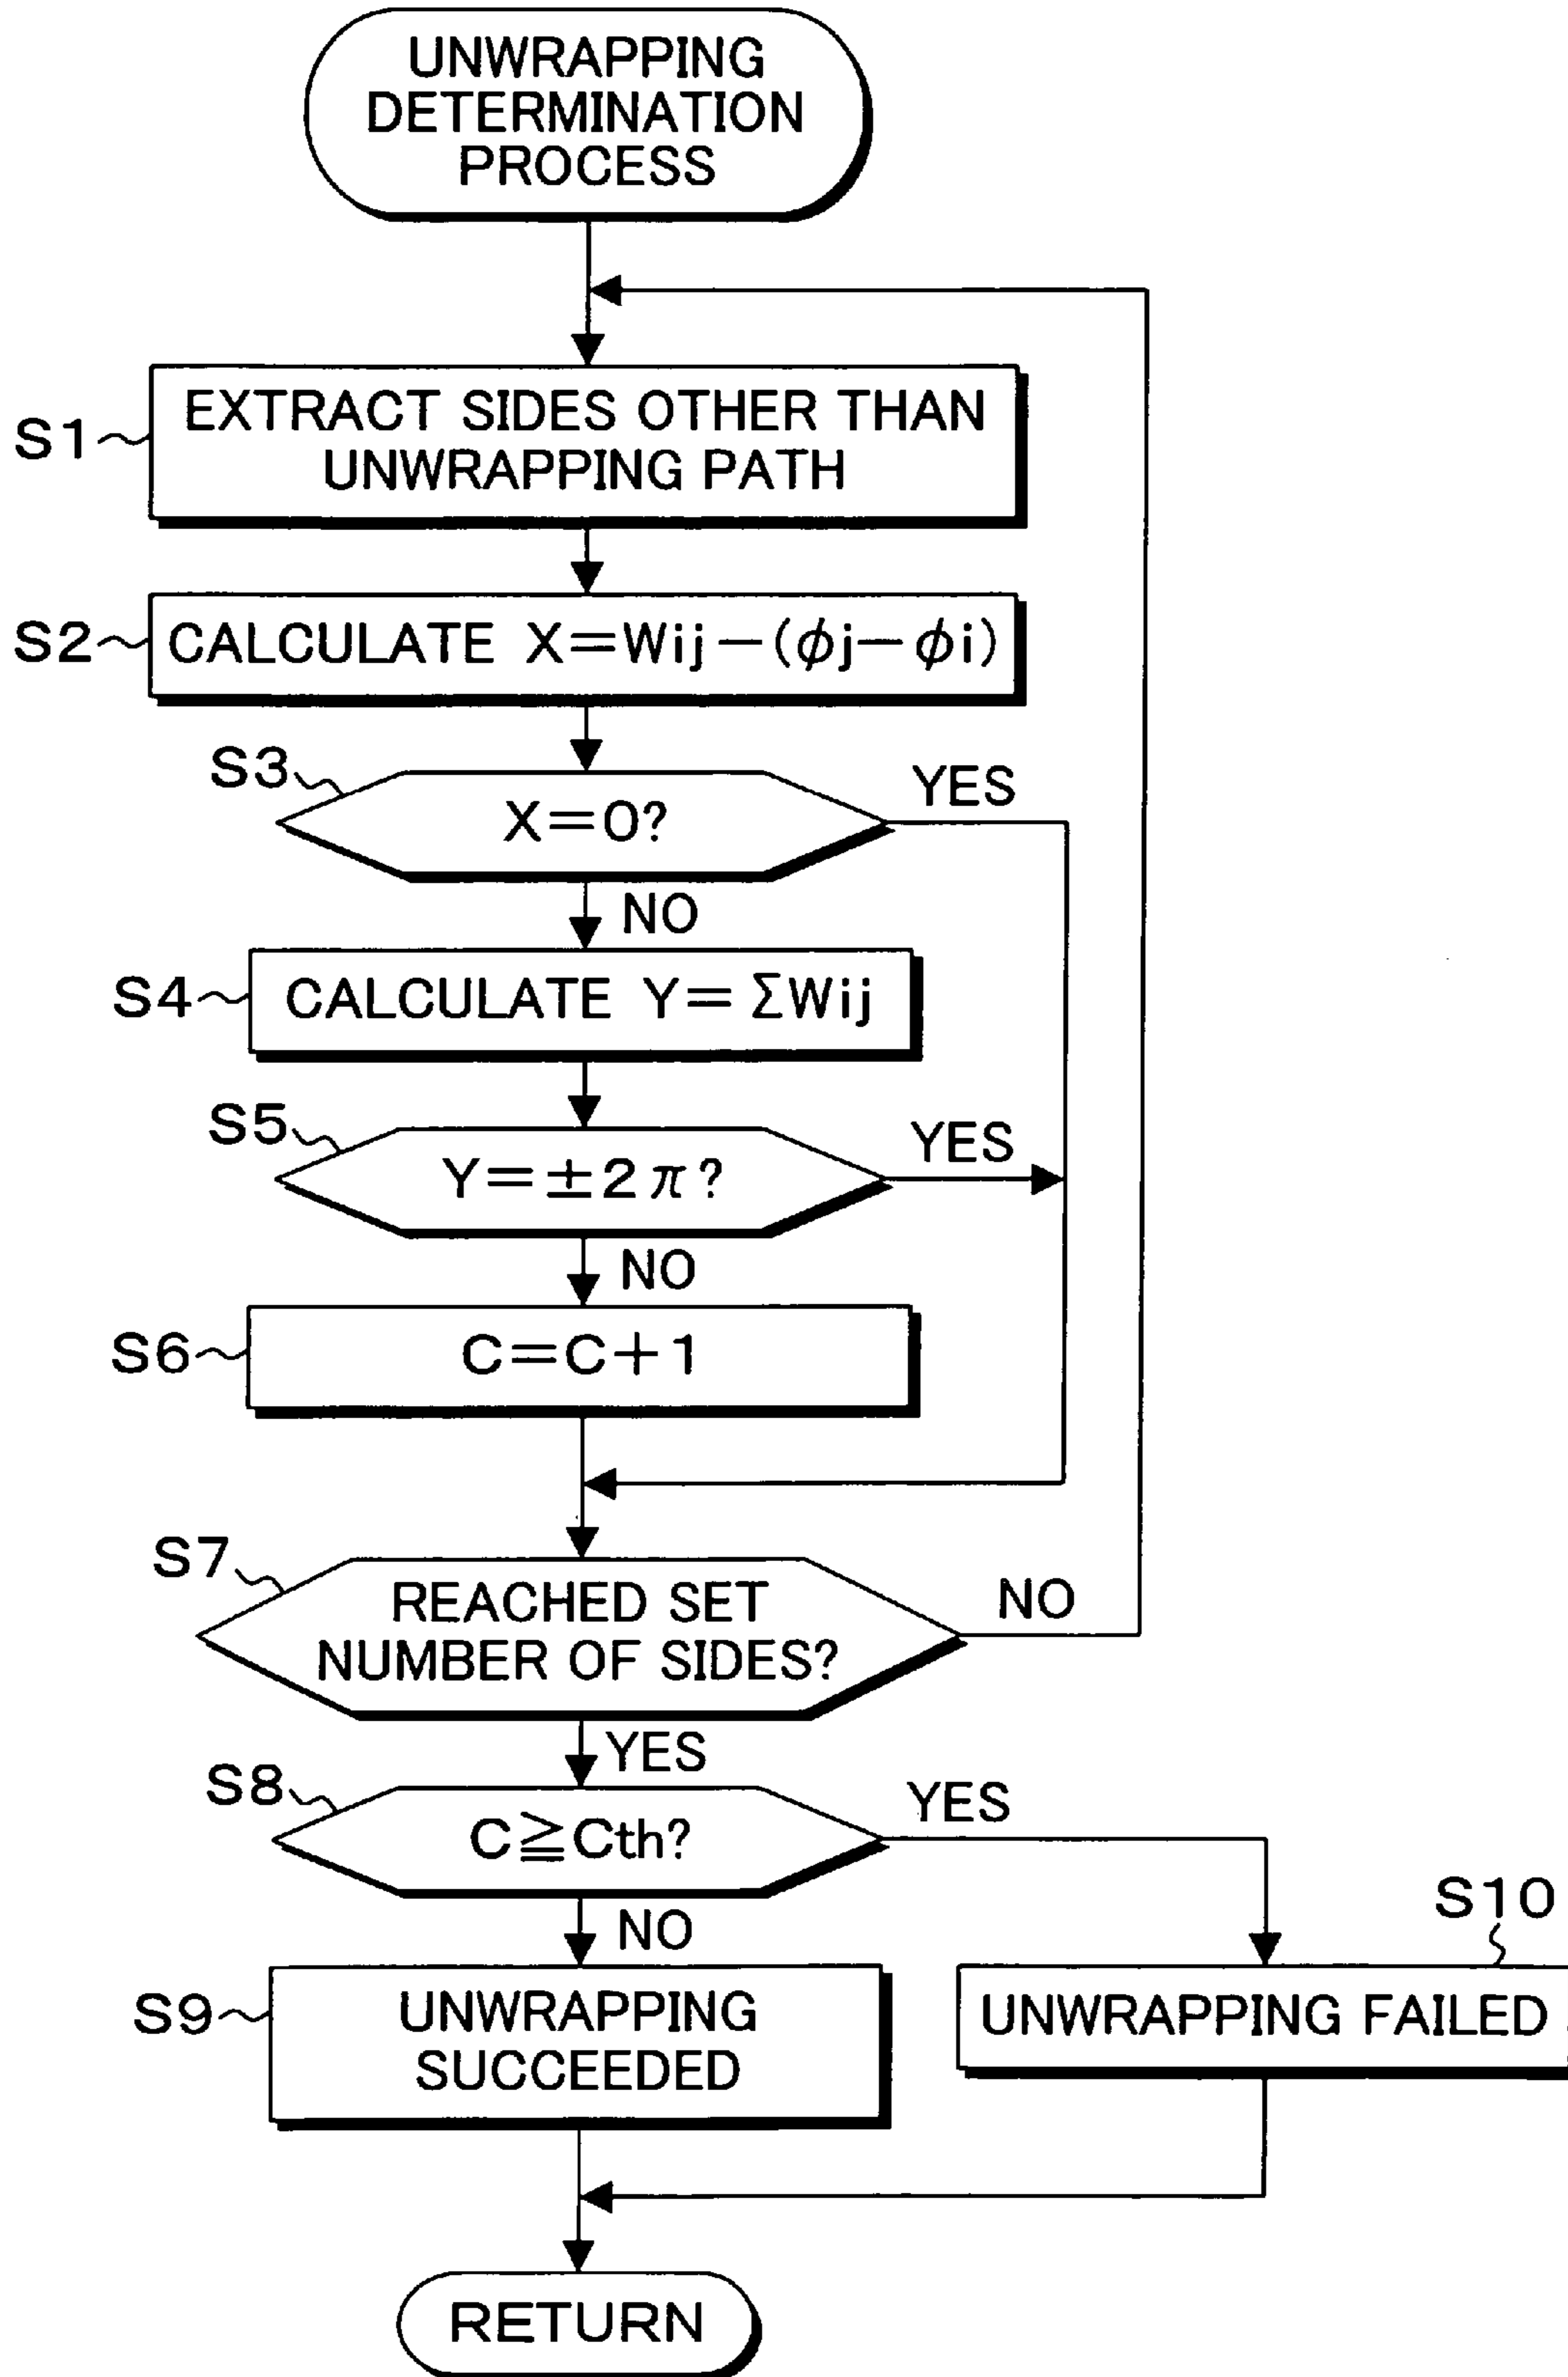 UNWRAPPING
DETERMINATION
PROCESS
S1
EXTRACT SIDES OTHER THAN
UNWRAPPING PATH
S2
CALCULATE X=Wij-(ϕj-ϕi)
S3
X=0?
YES
NO
S4
CALCULATE Y=ΣWij
S5
Y=±2π?
YES
NO
S6
C=C+1
S7
REACHED SET
NUMBER OF SIDES?
NO
YES
S8
C≧Cth?
YES
NO
S9
UNWRAPPING
SUCCEEDED
S10
UNWRAPPING FAILED
RETURN